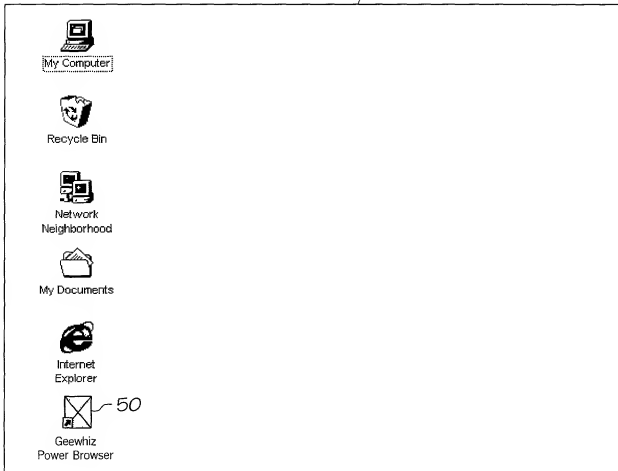 My Computer
Recycle Bin
Network
Neighborhood
My Documents
Internet
Explorer
50
Geewhiz
Power Browser